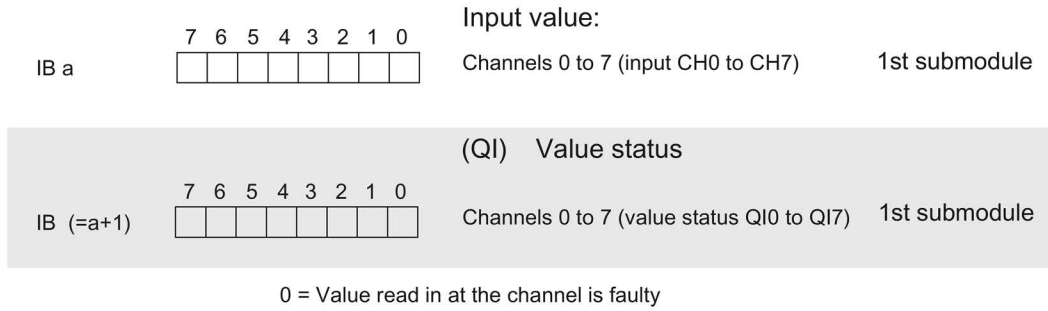 Input value:
7 6 5 4 3 2 1 0
IB a
Channels 0 to 7 (input CH0 to CH7)
1st submodule
(QI) Value status
7 6 5 4 3 2 1 0
IB (=a+1)
Channels 0 to 7 (value status QI0 to QI7)
1st submodule
0 = Value read in at the channel is faulty